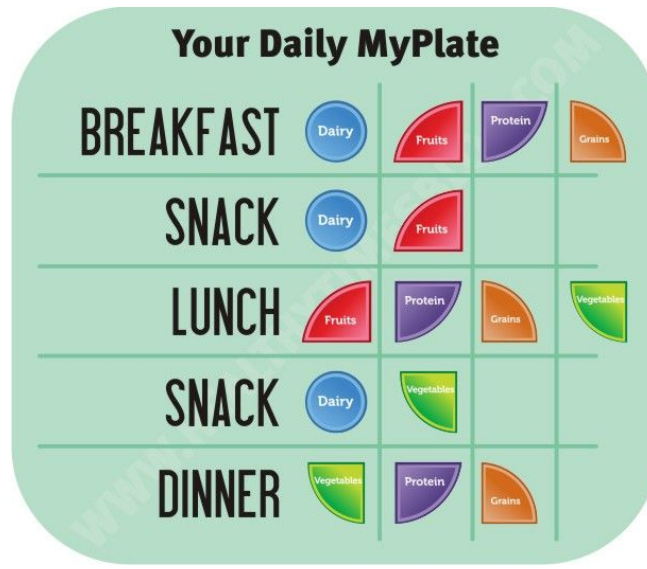 Your Daily MyPlate
BREAKFAST Dairy Fruits Protein Grains
SNACK Dairy Fruits
LUNCH Fruits Protein Grains Vegetables
SNACK Dairy Vegetables
DINNER Vegetables Protein Grains